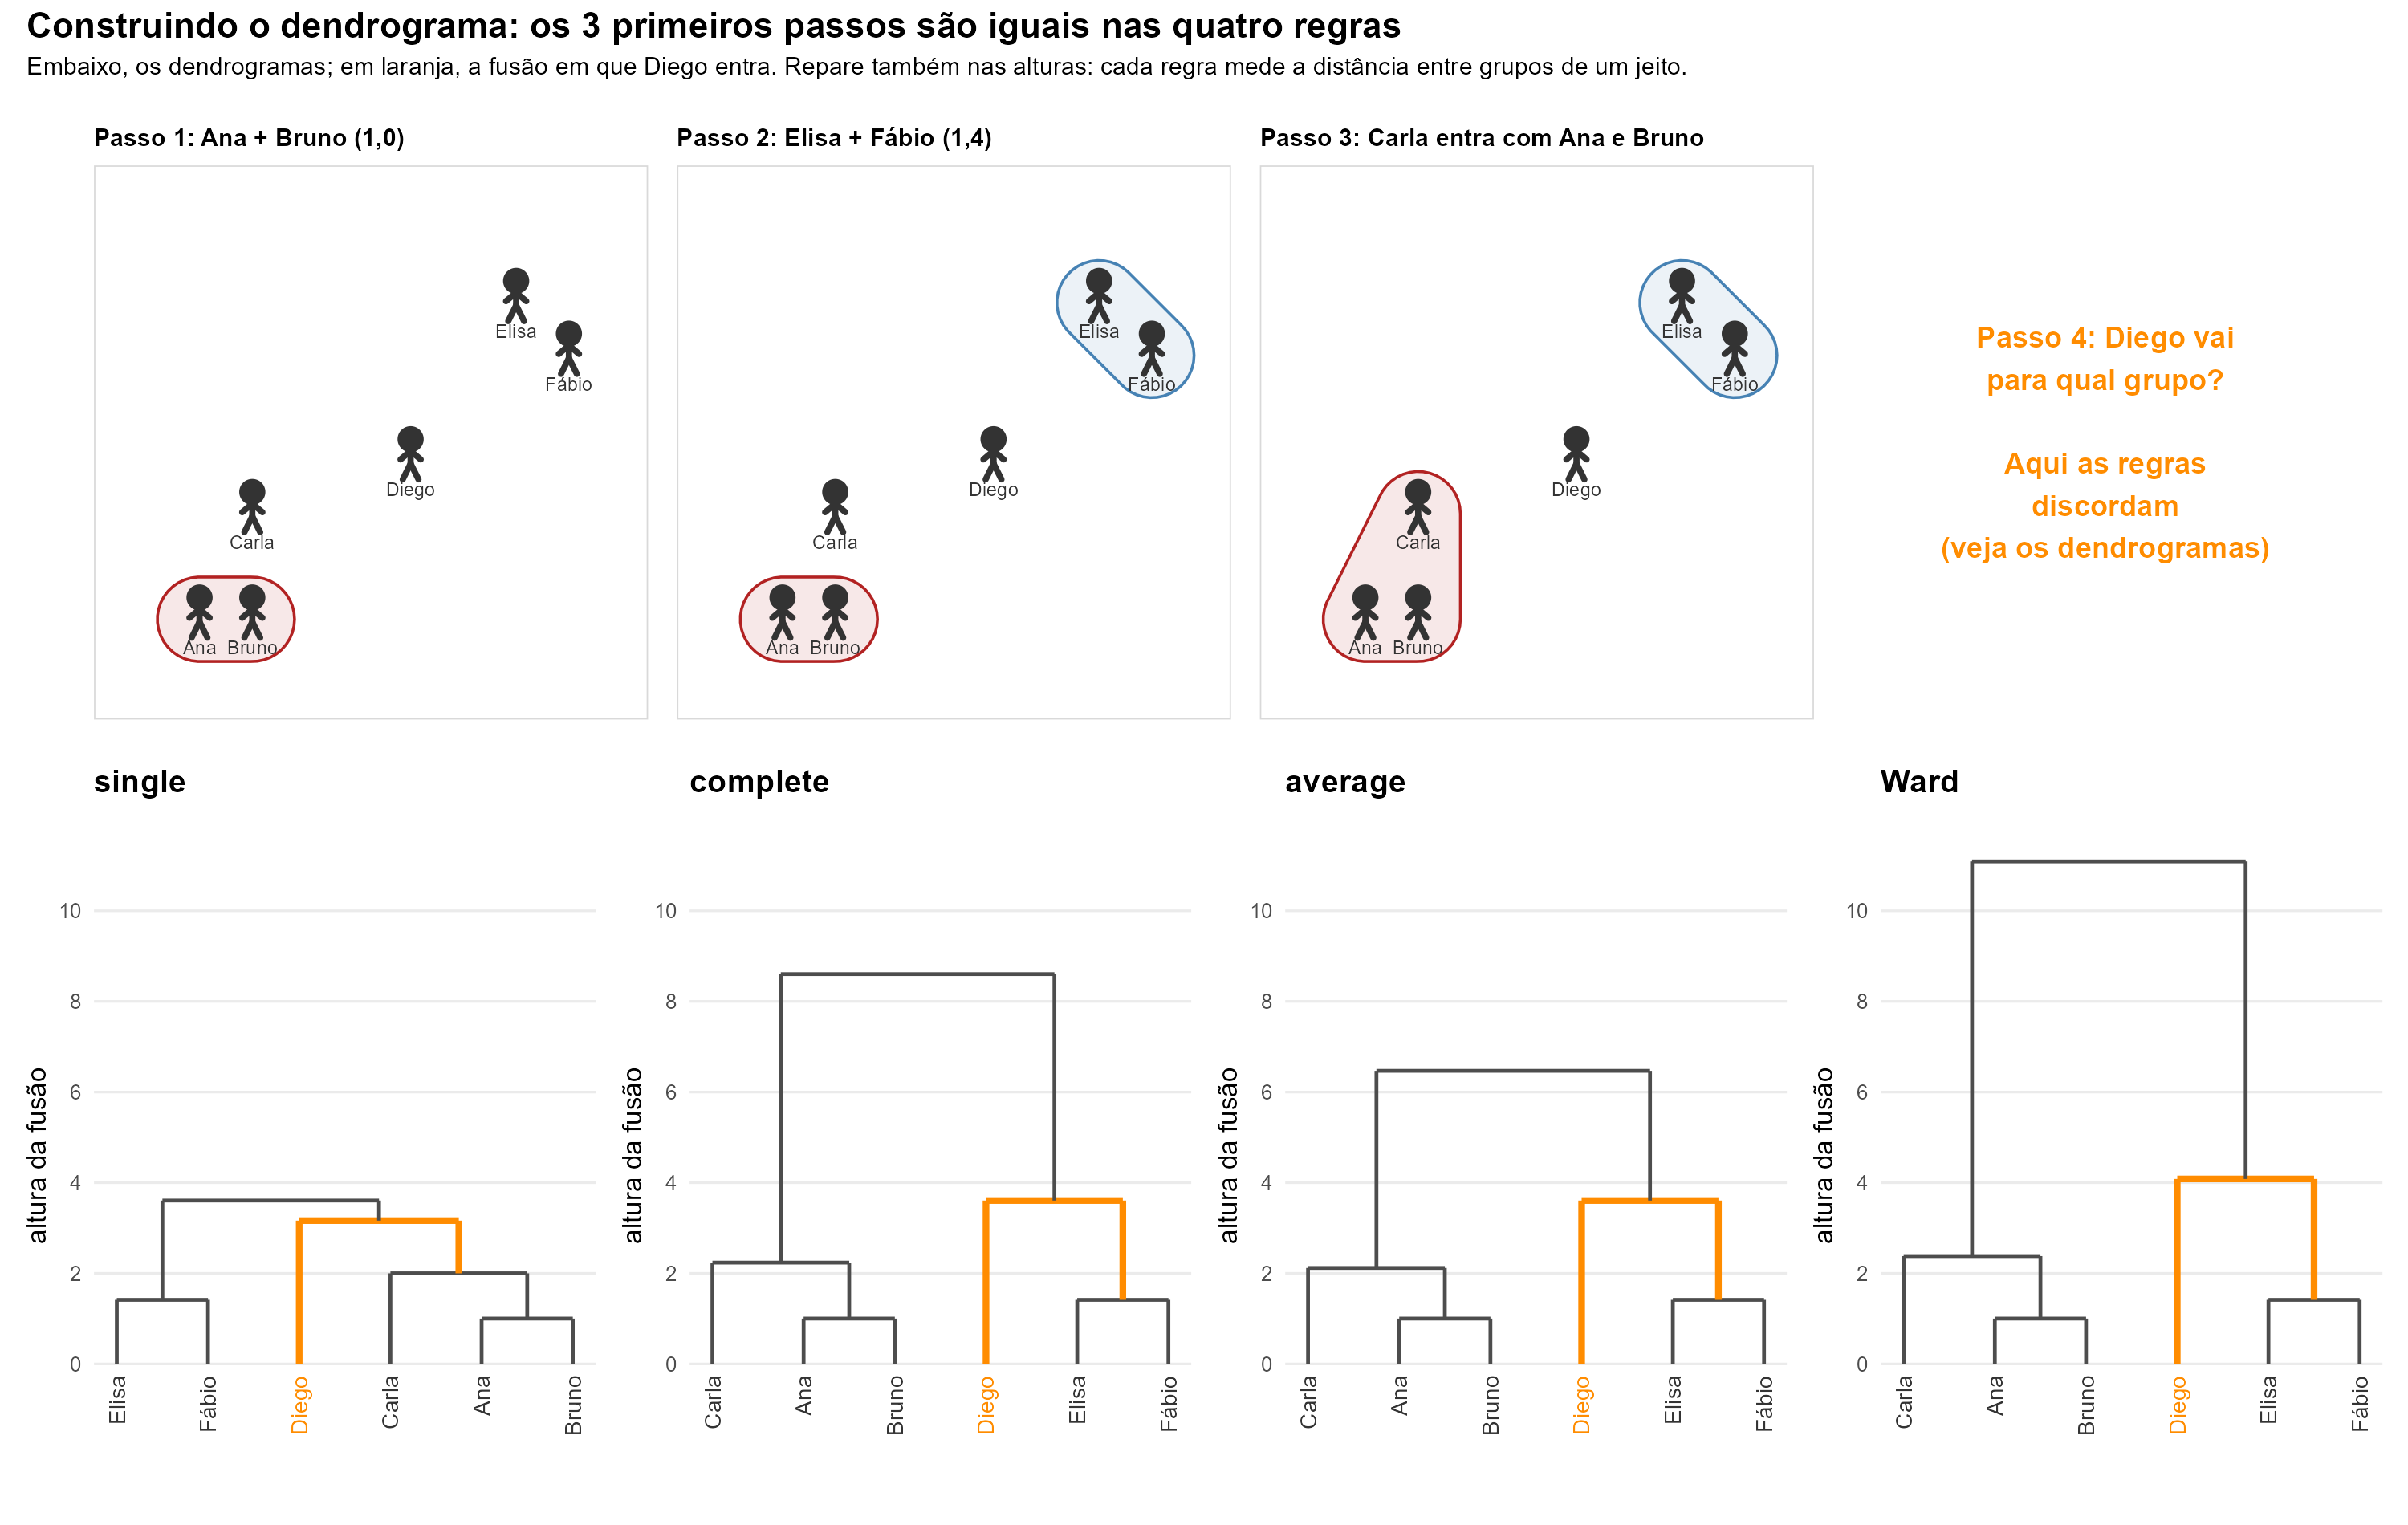 Construindo o dendrograma: os 3 primeiros passos são iguais nas quatro regras
Embaixo, os dendrogramas; em laranja, a fusão em que Diego entra. Repare também nas alturas: cada regra mede a distância entre grupos de um jeito.
Passo 1: Ana + Bruno (1,0)
Elisa
Fábio
Diego
Carla
Ana
Bruno
Passo 2: Elisa + Fábio (1,4)
Elisa
Fábio
Diego
Carla
Ana
Bruno
Passo 3: Carla entra com Ana e Bruno
Elisa
Fábio
Diego
Carla
Ana
Bruno
Passo 4: Diego vai
para qual grupo?
Aqui as regras
discordam
(veja os dendrogramas)
single
altura da fusão
10
8
6
4
2
0
Elisa
Fábio
Diego
Carla
Ana
Bruno
complete
altura da fusão
10
8
6
4
2
0
Carla
Ana
Bruno
Diego
Elisa
Fábio
average
altura da fusão
10
8
6
4
2
0
Carla
Ana
Bruno
Diego
Elisa
Fábio
Ward
altura da fusão
10
8
6
4
2
0
Carla
Ana
Bruno
Diego
Elisa
Fábio